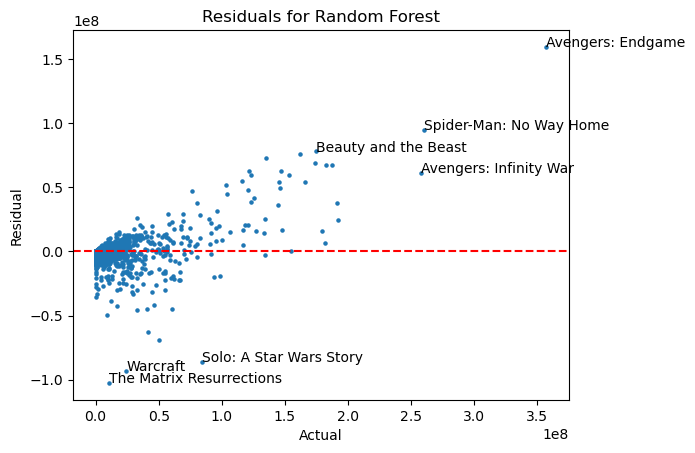 Residuals for Random Forest
1e8
Avengers: Endgame
1.5
Spider-Man: No Way Home
1.0
Beauty and the Beast
Avengers: Infinity War
0.5
Residual
0.0
−0.5
Solo: A Star Wars Story
Warcraft
The Matrix Resurrections
−1.0
0.0 0.5 1.0 1.5 2.0 2.5 3.0 3.5
Actual
1e8